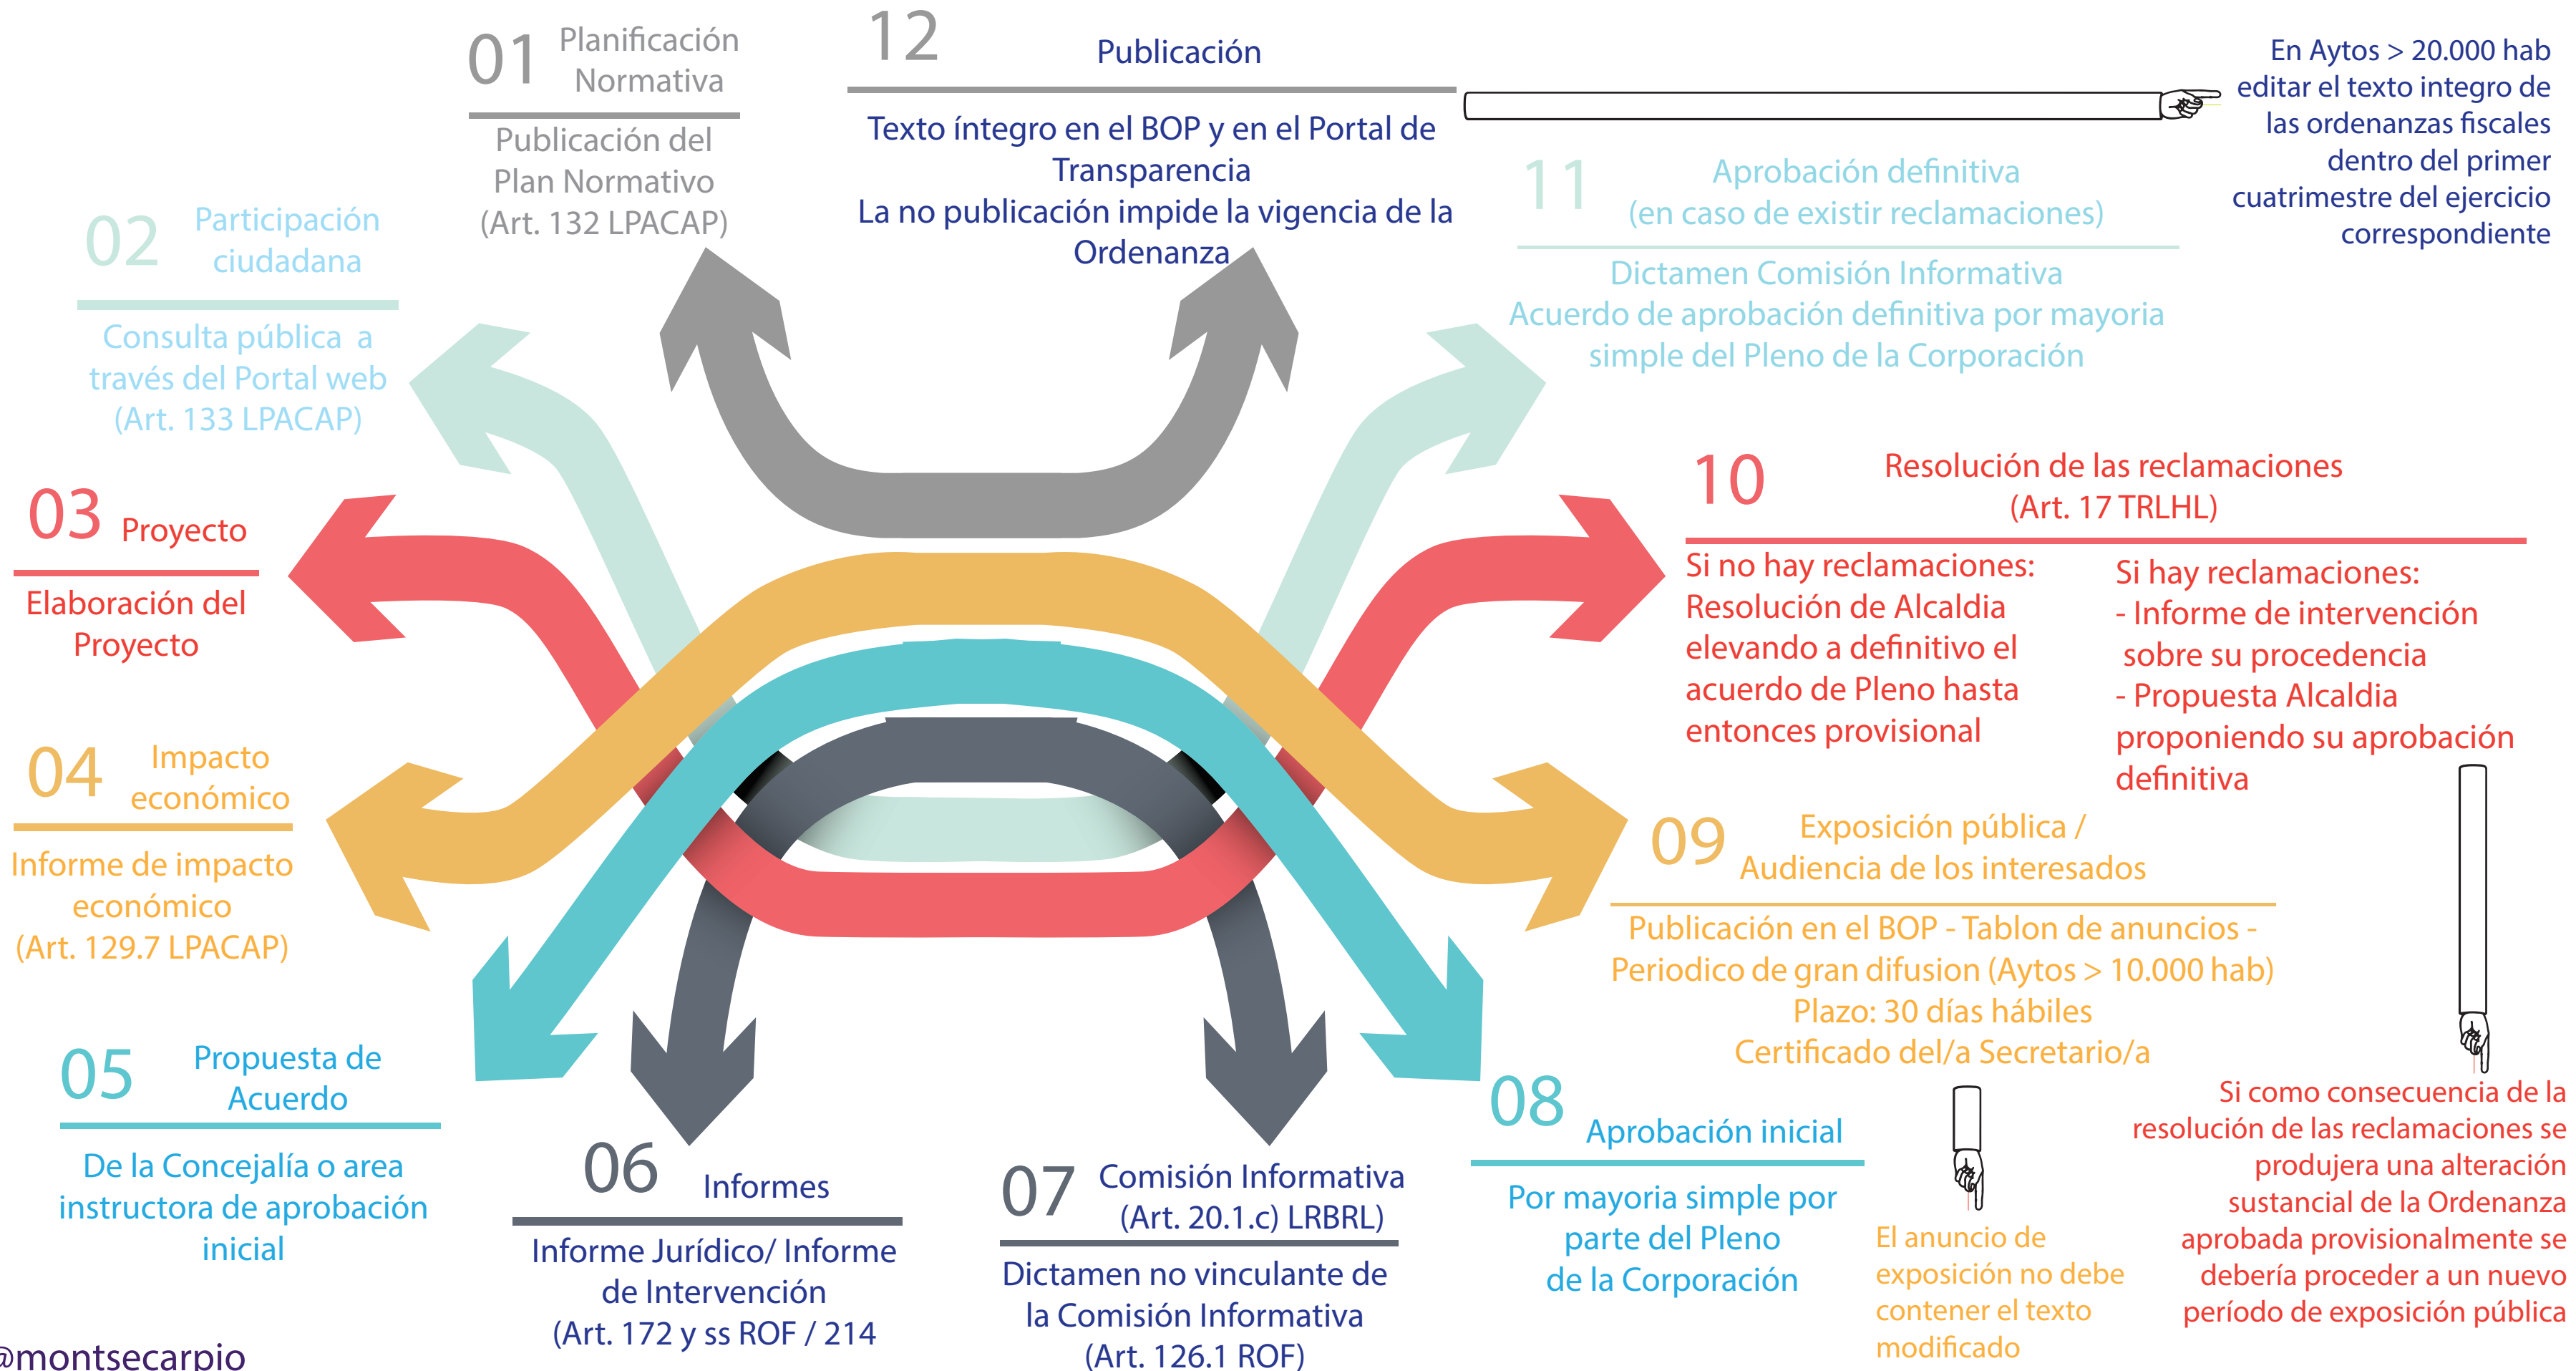 01 Planificación
Normativa
Publicación del
Plan Normativo
(Art. 132 LPACAP)
02 Participación
ciudadana
Consulta pública a
través del Portal web
(Art. 133 LPACAP)
03 Proyecto
Elaboración del
Proyecto
04 Impacto
económico
Informe de impacto
económico
(Art. 129.7 LPACAP)
05 Propuesta de
Acuerdo
De la Concejalía o area
instructora de aprobación
inicial
06 Informes
Informe Jurídico/ Informe
de Intervención
(Art. 172 y ss ROF / 214
07 Comisión Informativa
(Art. 20.1.c) LRBRL)
Dictamen no vinculante de
la Comisión Informativa
(Art. 126.1 ROF)
08 Aprobación inicial
Por mayoria simple por
parte del Pleno
de la Corporación
09 Exposición pública /
Audiencia de los interesados
Publicación en el BOP - Tablon de anuncios -
Periodico de gran difusion (Aytos > 10.000 hab)
Plazo: 30 días hábiles
Certificado del/a Secretario/a
El anuncio de
exposición no debe
contener el texto
modificado
10 Resolución de las reclamaciones
(Art. 17 TRLHL)
Si no hay reclamaciones:
Resolución de Alcaldia
elevando a definitivo el
acuerdo de Pleno hasta
entonces provisional
Si hay reclamaciones:
- Informe de intervención
sobre su procedencia
- Propuesta Alcaldia
proponiendo su aprobación
definitiva
Si como consecuencia de la
resolución de las reclamaciones se
produjera una alteración
sustancial de la Ordenanza
aprobada provisionalmente se
debería proceder a un nuevo
período de exposición pública
11 Aprobación definitiva
(en caso de existir reclamaciones)
Dictamen Comisión Informativa
Acuerdo de aprobación definitiva por mayoria
simple del Pleno de la Corporación
12 Publicación
Texto íntegro en el BOP y en el Portal de
Transparencia
La no publicación impide la vigencia de la
Ordenanza
En Aytos > 20.000 hab
editar el texto integro de
las ordenanzas fiscales
dentro del primer
cuatrimestre del ejercicio
correspondiente
@montsecarpio